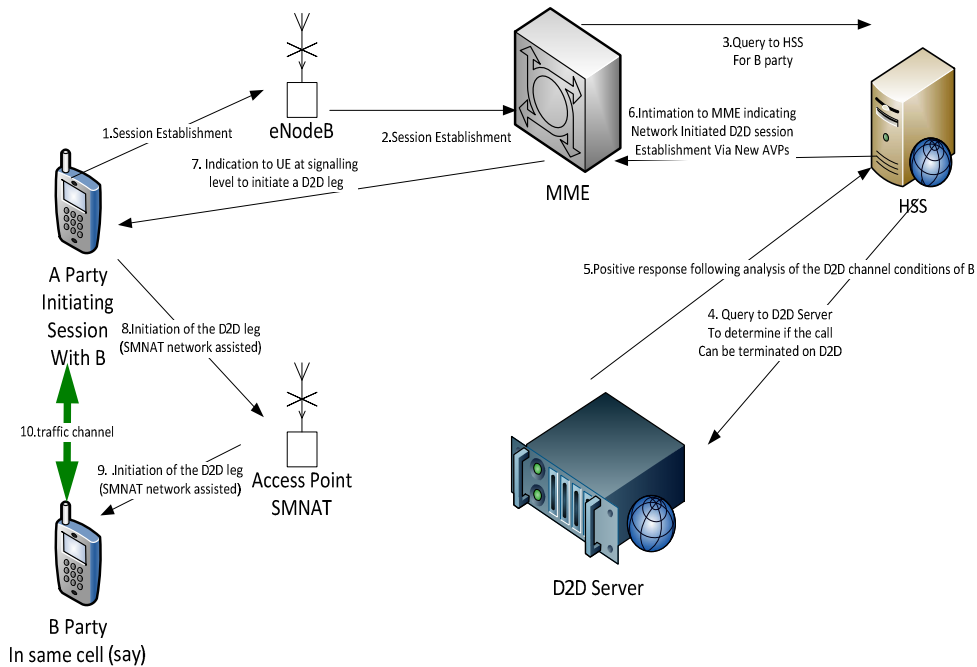 3.Query to HSS
For B party
1.Session Establishment
eNodeB
2.Session Establishment
6.Intimation to MME indicating
Network Initiated D2D session
Establishment Via New AVPs
7. Indication to UE at signalling
level to initiate a D2D leg
MME
HSS
A Party
Initiating
Session
With B
5.Positive response following analysis of the D2D channel conditions of B
4. Query to D2D Server
To determine if the call
Can be terminated on D2D
8.Initiation of the D2D leg
(SMNAT network assisted)
10.traffic channel
9. .Initiation of the D2D leg
(SMNAT network assisted)
Access Point
SMNAT
D2D Server
B Party
In same cell (say)